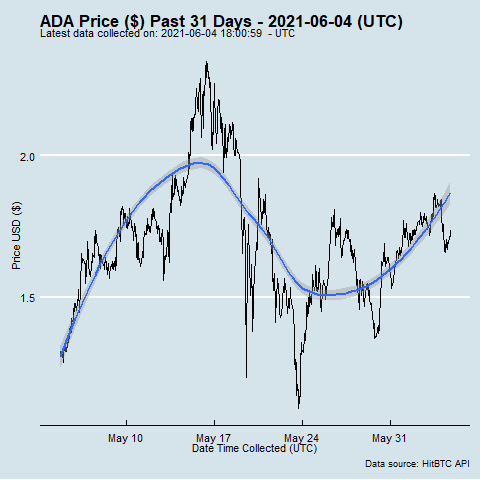 ADA Price ($) Past 31 Days - 2021-06-04 (UTC)
Latest data collected on: 2021-06-04 18:00:59 - UTC
2.0
1.5
Price USD ($)
May 10 May 17 May 24 May 31
Date Time Collected (UTC)
Data source: HitBTC API